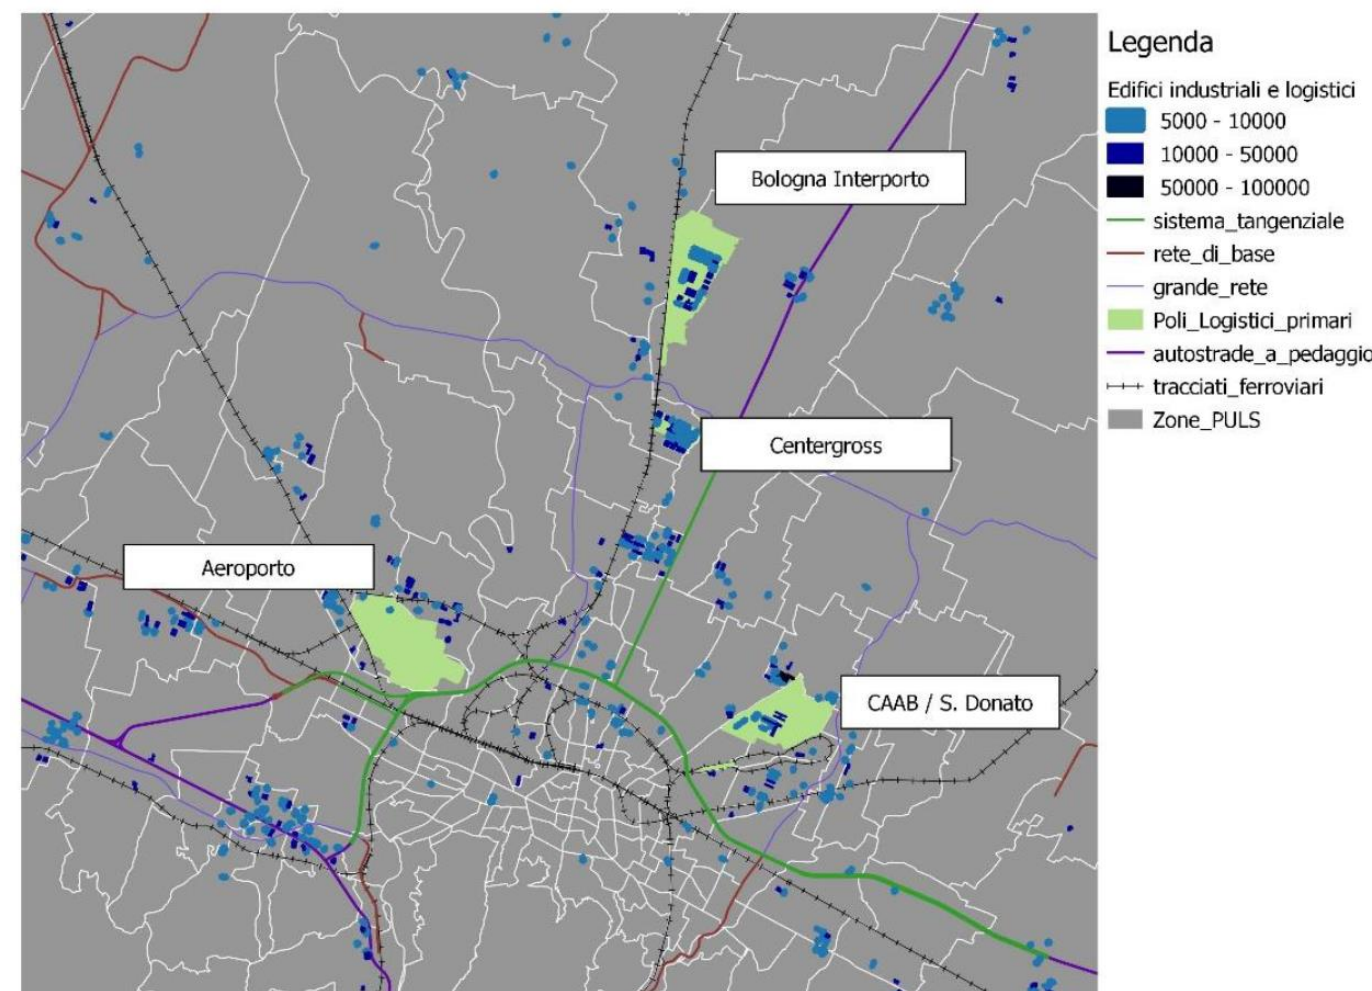 Legenda
Edifici industriali e logistici
5000 - 10000
10000 - 50000
50000 - 100000
sistema_tangenziale
rete_di_base
grande_rete
Poli_Logistici_primari
autostrade_a_pedaggio
tracciati_ferroviari
Zone_PULS
Bologna Interporto
Centergross
Aeroporto
CAAB / S. Donato